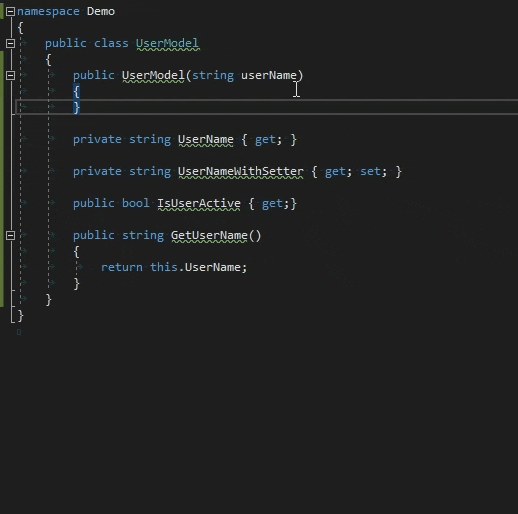 namespace Demo
{
public class UserModel
{
public UserModel(string userName)
{
}
private string UserName { get; }
private string UserNameWithSetter { get; set; }
public bool IsUserActive { get;}
public string GetUserName()
{
return this.UserName;
}
}
}